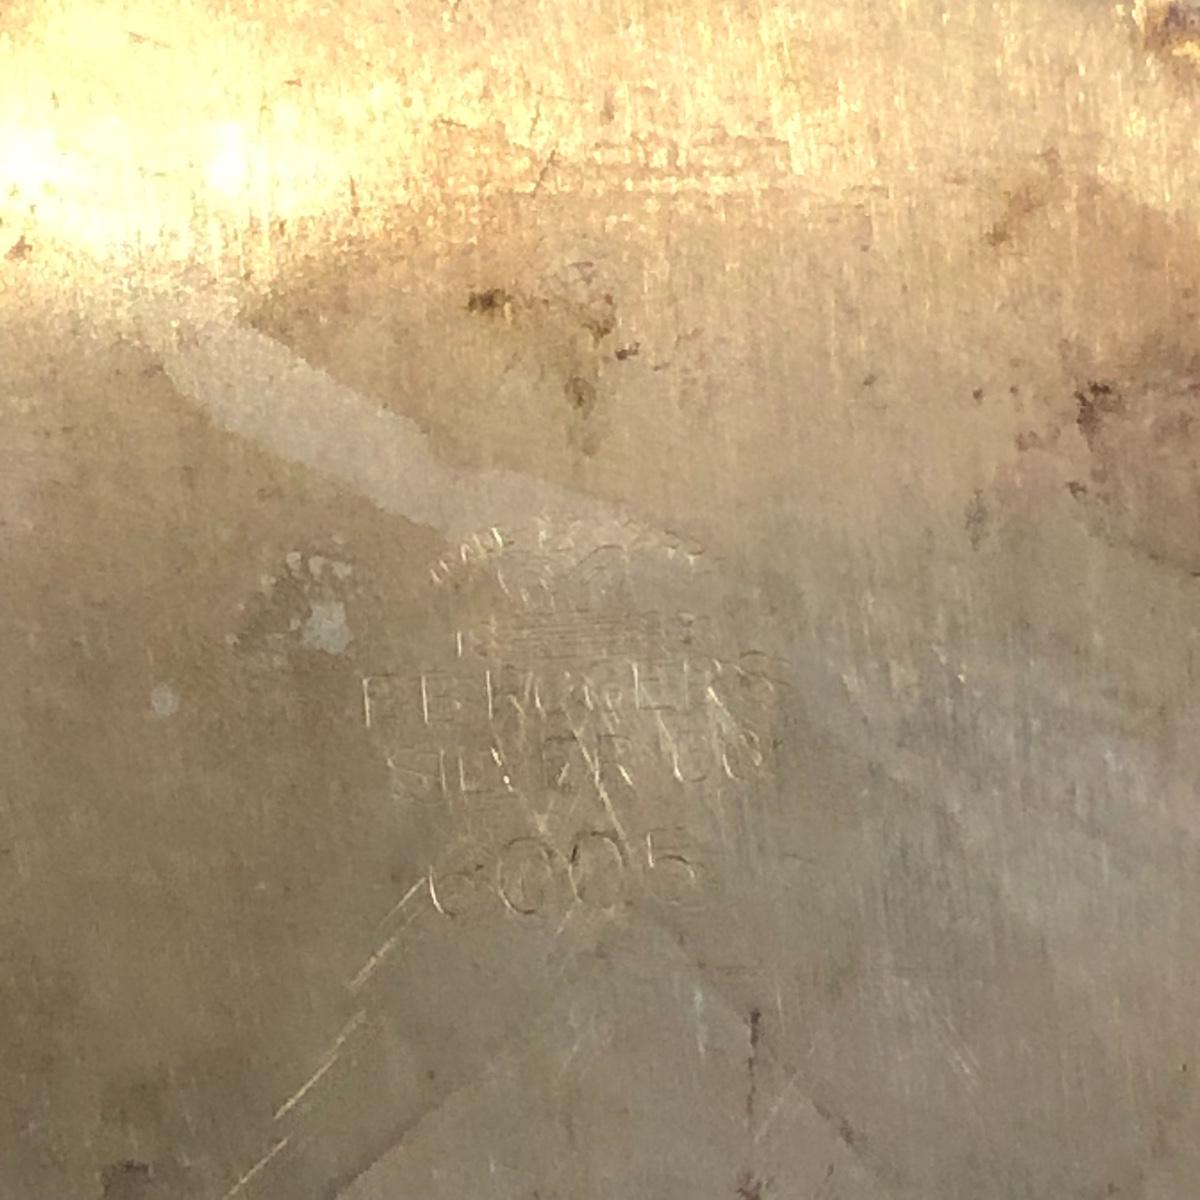 F B ROGERS
SILVER CO
6005